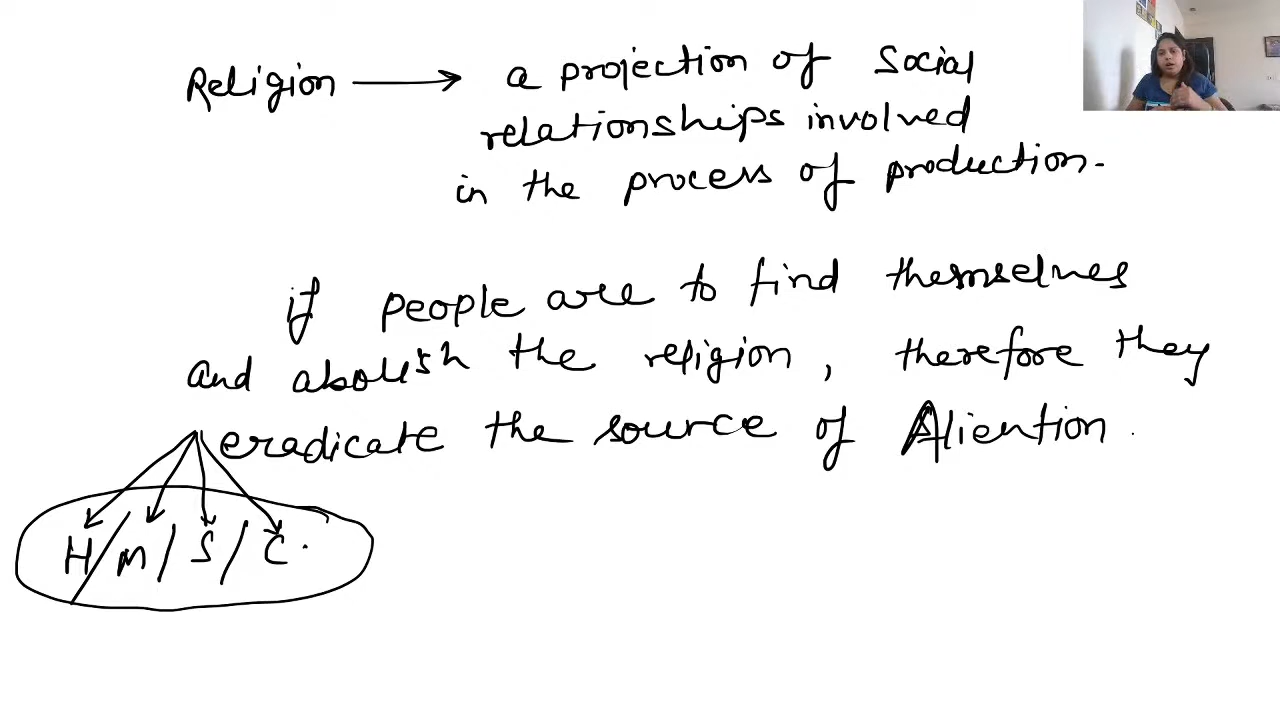 Religion → a projection of Social
relationships involved
in the process of production.
if people are to find themselves
and abolish the religion, therefore they
eradicate the source of Aliention.
H/M/S/C.